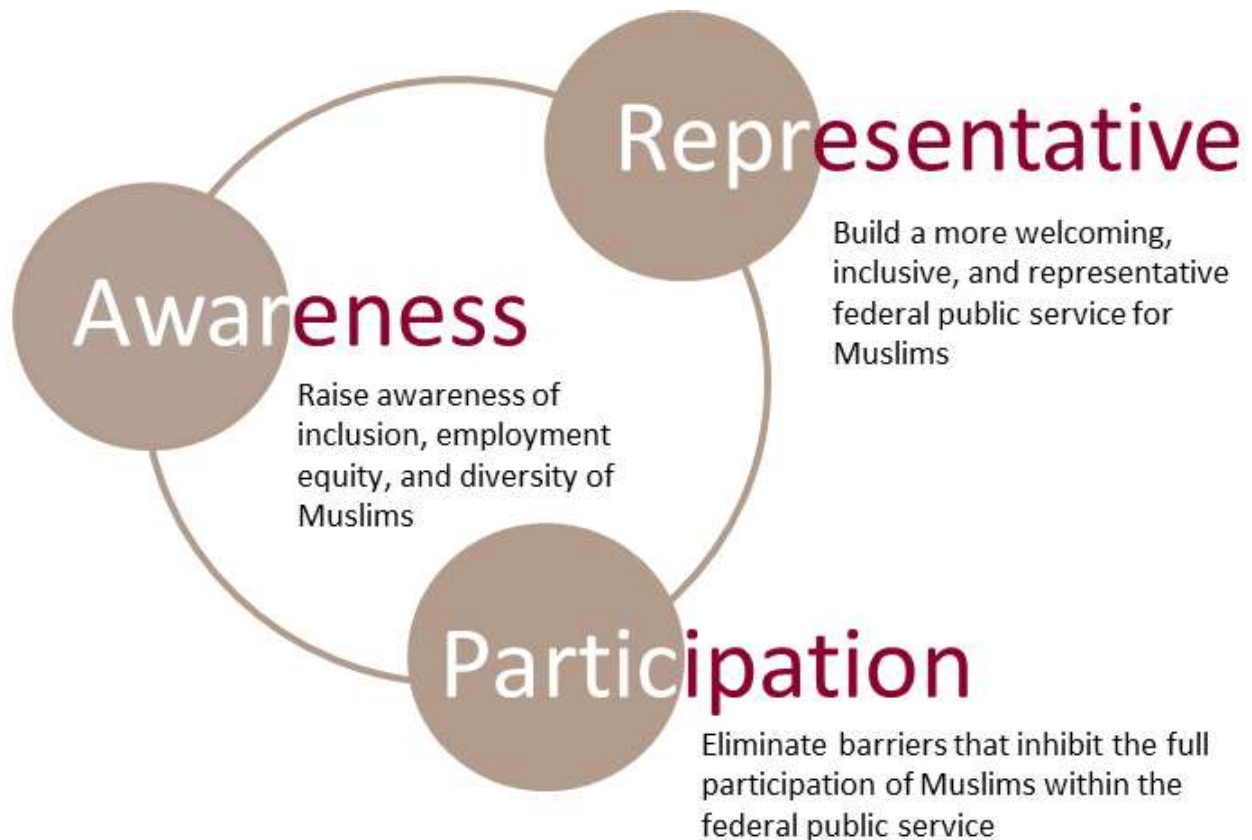 Representative
Build a more welcoming,
inclusive, and representative
federal public service for
Muslims
Awareness
Raise awareness of
inclusion, employment
equity, and diversity of
Muslims
Participation
Eliminate barriers that inhibit the full
participation of Muslims within the
federal public service